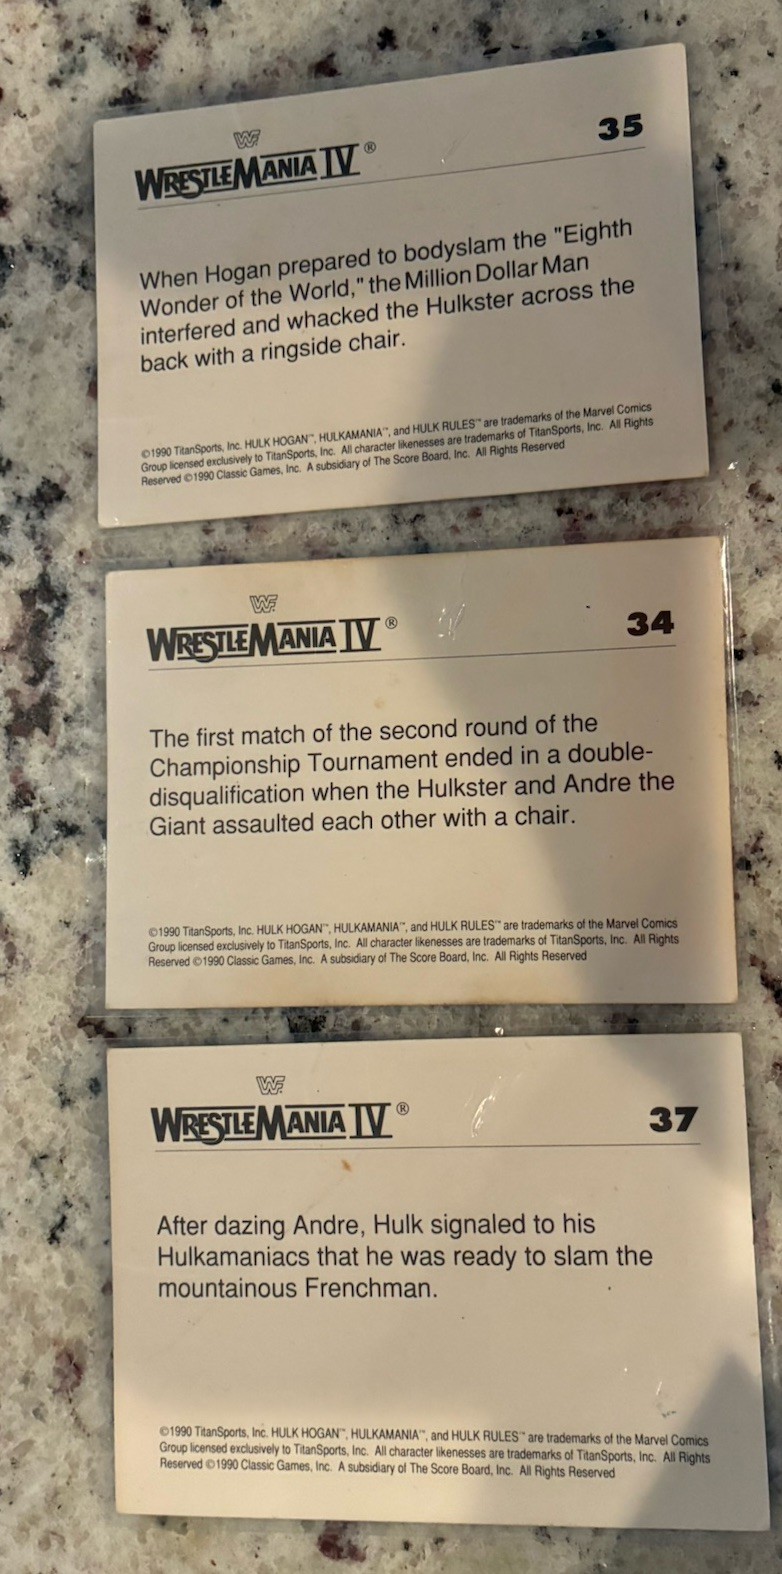 WF
WRESTLEMANIA IV®
35
When Hogan prepared to bodyslam the "Eighth
Wonder of the World," the Million Dollar Man
interfered and whacked the Hulkster across the
back with a ringside chair.
©1990 TitanSports, Inc. HULK HOGAN™, HULKAMANIA™, and HULK RULES™ are trademarks of the Marvel Comics
Group licensed exclusively to TitanSports, Inc. All character likenesses are trademarks of TitanSports, Inc. All Rights
Reserved ©1990 Classic Games, Inc. A subsidiary of The Score Board, Inc. All Rights Reserved
WF
WRESTLEMANIA IV®
34
The first match of the second round of the
Championship Tournament ended in a double-
disqualification when the Hulkster and Andre the
Giant assaulted each other with a chair.
©1990 TitanSports, Inc. HULK HOGAN™, HULKAMANIA™, and HULK RULES™ are trademarks of the Marvel Comics
Group licensed exclusively to TitanSports, Inc. All character likenesses are trademarks of TitanSports, Inc. All Rights
Reserved ©1990 Classic Games, Inc. A subsidiary of The Score Board, Inc. All Rights Reserved
WF
WRESTLEMANIA IV®
37
After dazing Andre, Hulk signaled to his
Hulkamaniacs that he was ready to slam the
mountainous Frenchman.
©1990 TitanSports, Inc. HULK HOGAN™, HULKAMANIA™, and HULK RULES™ are trademarks of the Marvel Comics
Group licensed exclusively to TitanSports, Inc. All character likenesses are trademarks of TitanSports, Inc. All Rights
Reserved ©1990 Classic Games, Inc. A subsidiary of The Score Board, Inc. All Rights Reserved